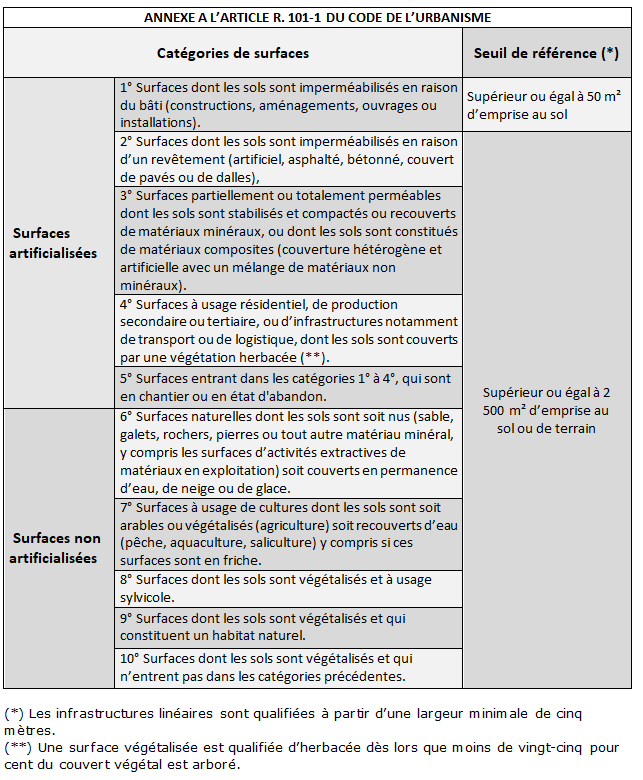 ANNEXE A L’ARTICLE R. 101-1 DU CODE DE L’URBANISME
Catégories de surfaces
Seuil de référence (*)
Surfaces
artificialisées
1° Surfaces dont les sols sont imperméabilisés en raison
du bâti (constructions, aménagements, ouvrages ou
installations).
Supérieur ou égal à 50 m²
d’emprise au sol
2° Surfaces dont les sols sont imperméabilisés en raison
d’un revêtement (artificiel, asphalté, bétonné, couvert
de pavés ou de dalles),
3° Surfaces partiellement ou totalement perméables
dont les sols sont stabilisés et compactés ou recouverts
de matériaux minéraux, ou dont les sols sont constitués
de matériaux composites (couverture hétérogène et
artificielle avec un mélange de matériaux non
minéraux).
4° Surfaces à usage résidentiel, de production
secondaire ou tertiaire, ou d’infrastructures notamment
de transport ou de logistique, dont les sols sont couverts
par une végétation herbacée (**).
5° Surfaces entrant dans les catégories 1° à 4°, qui sont
en chantier ou en état d'abandon.
Supérieur ou égal à 2
500 m² d’emprise au
sol ou de terrain
Surfaces non
artificialisées
6° Surfaces naturelles dont les sols sont soit nus (sable,
galets, rochers, pierres ou tout autre matériau minéral,
y compris les surfaces d’activités extractives de
matériaux en exploitation) soit couverts en permanence
d’eau, de neige ou de glace.
7° Surfaces à usage de cultures dont les sols sont soit
arables ou végétalisés (agriculture) soit recouverts d’eau
(pêche, aquaculture, saliculture) y compris si ces
surfaces sont en friche.
8° Surfaces dont les sols sont végétalisés et à usage
sylvicole.
9° Surfaces dont les sols sont végétalisés et qui
constituent un habitat naturel.
10° Surfaces dont les sols sont végétalisés et qui
n’entrent pas dans les catégories précédentes.
(*) Les infrastructures linéaires sont qualifiées à partir d’une largeur minimale de cinq
mètres.
(**) Une surface végétalisée est qualifiée d’herbacée dès lors que moins de vingt-cinq pour
cent du couvert végétal est arboré.